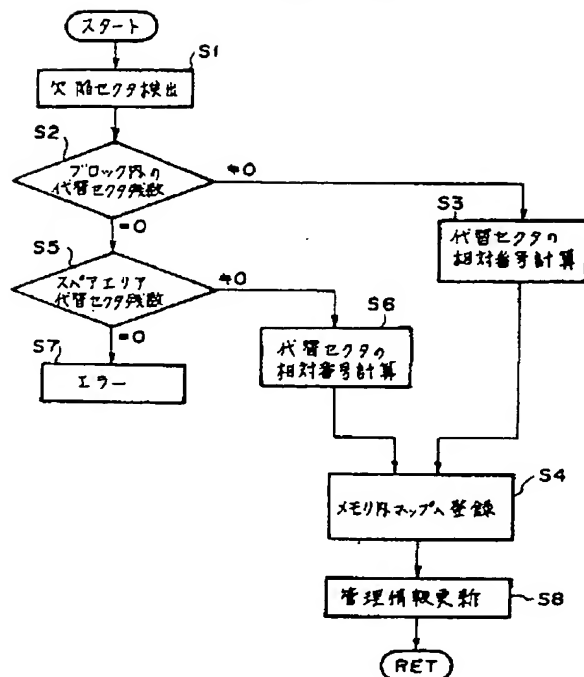 スタート
S1
欠陥セクタ検出
S2
ブロック内の
代替セクタ残数
≠0
=0
S3
代替セクタの
相対番号計算
S5
スペアエリア
代替セクタ残数
≠0
=0
S6
代替セクタの
相対番号計算
S7
エラー
S4
メモリ内マップへ登録
S8
管理情報更新
RET